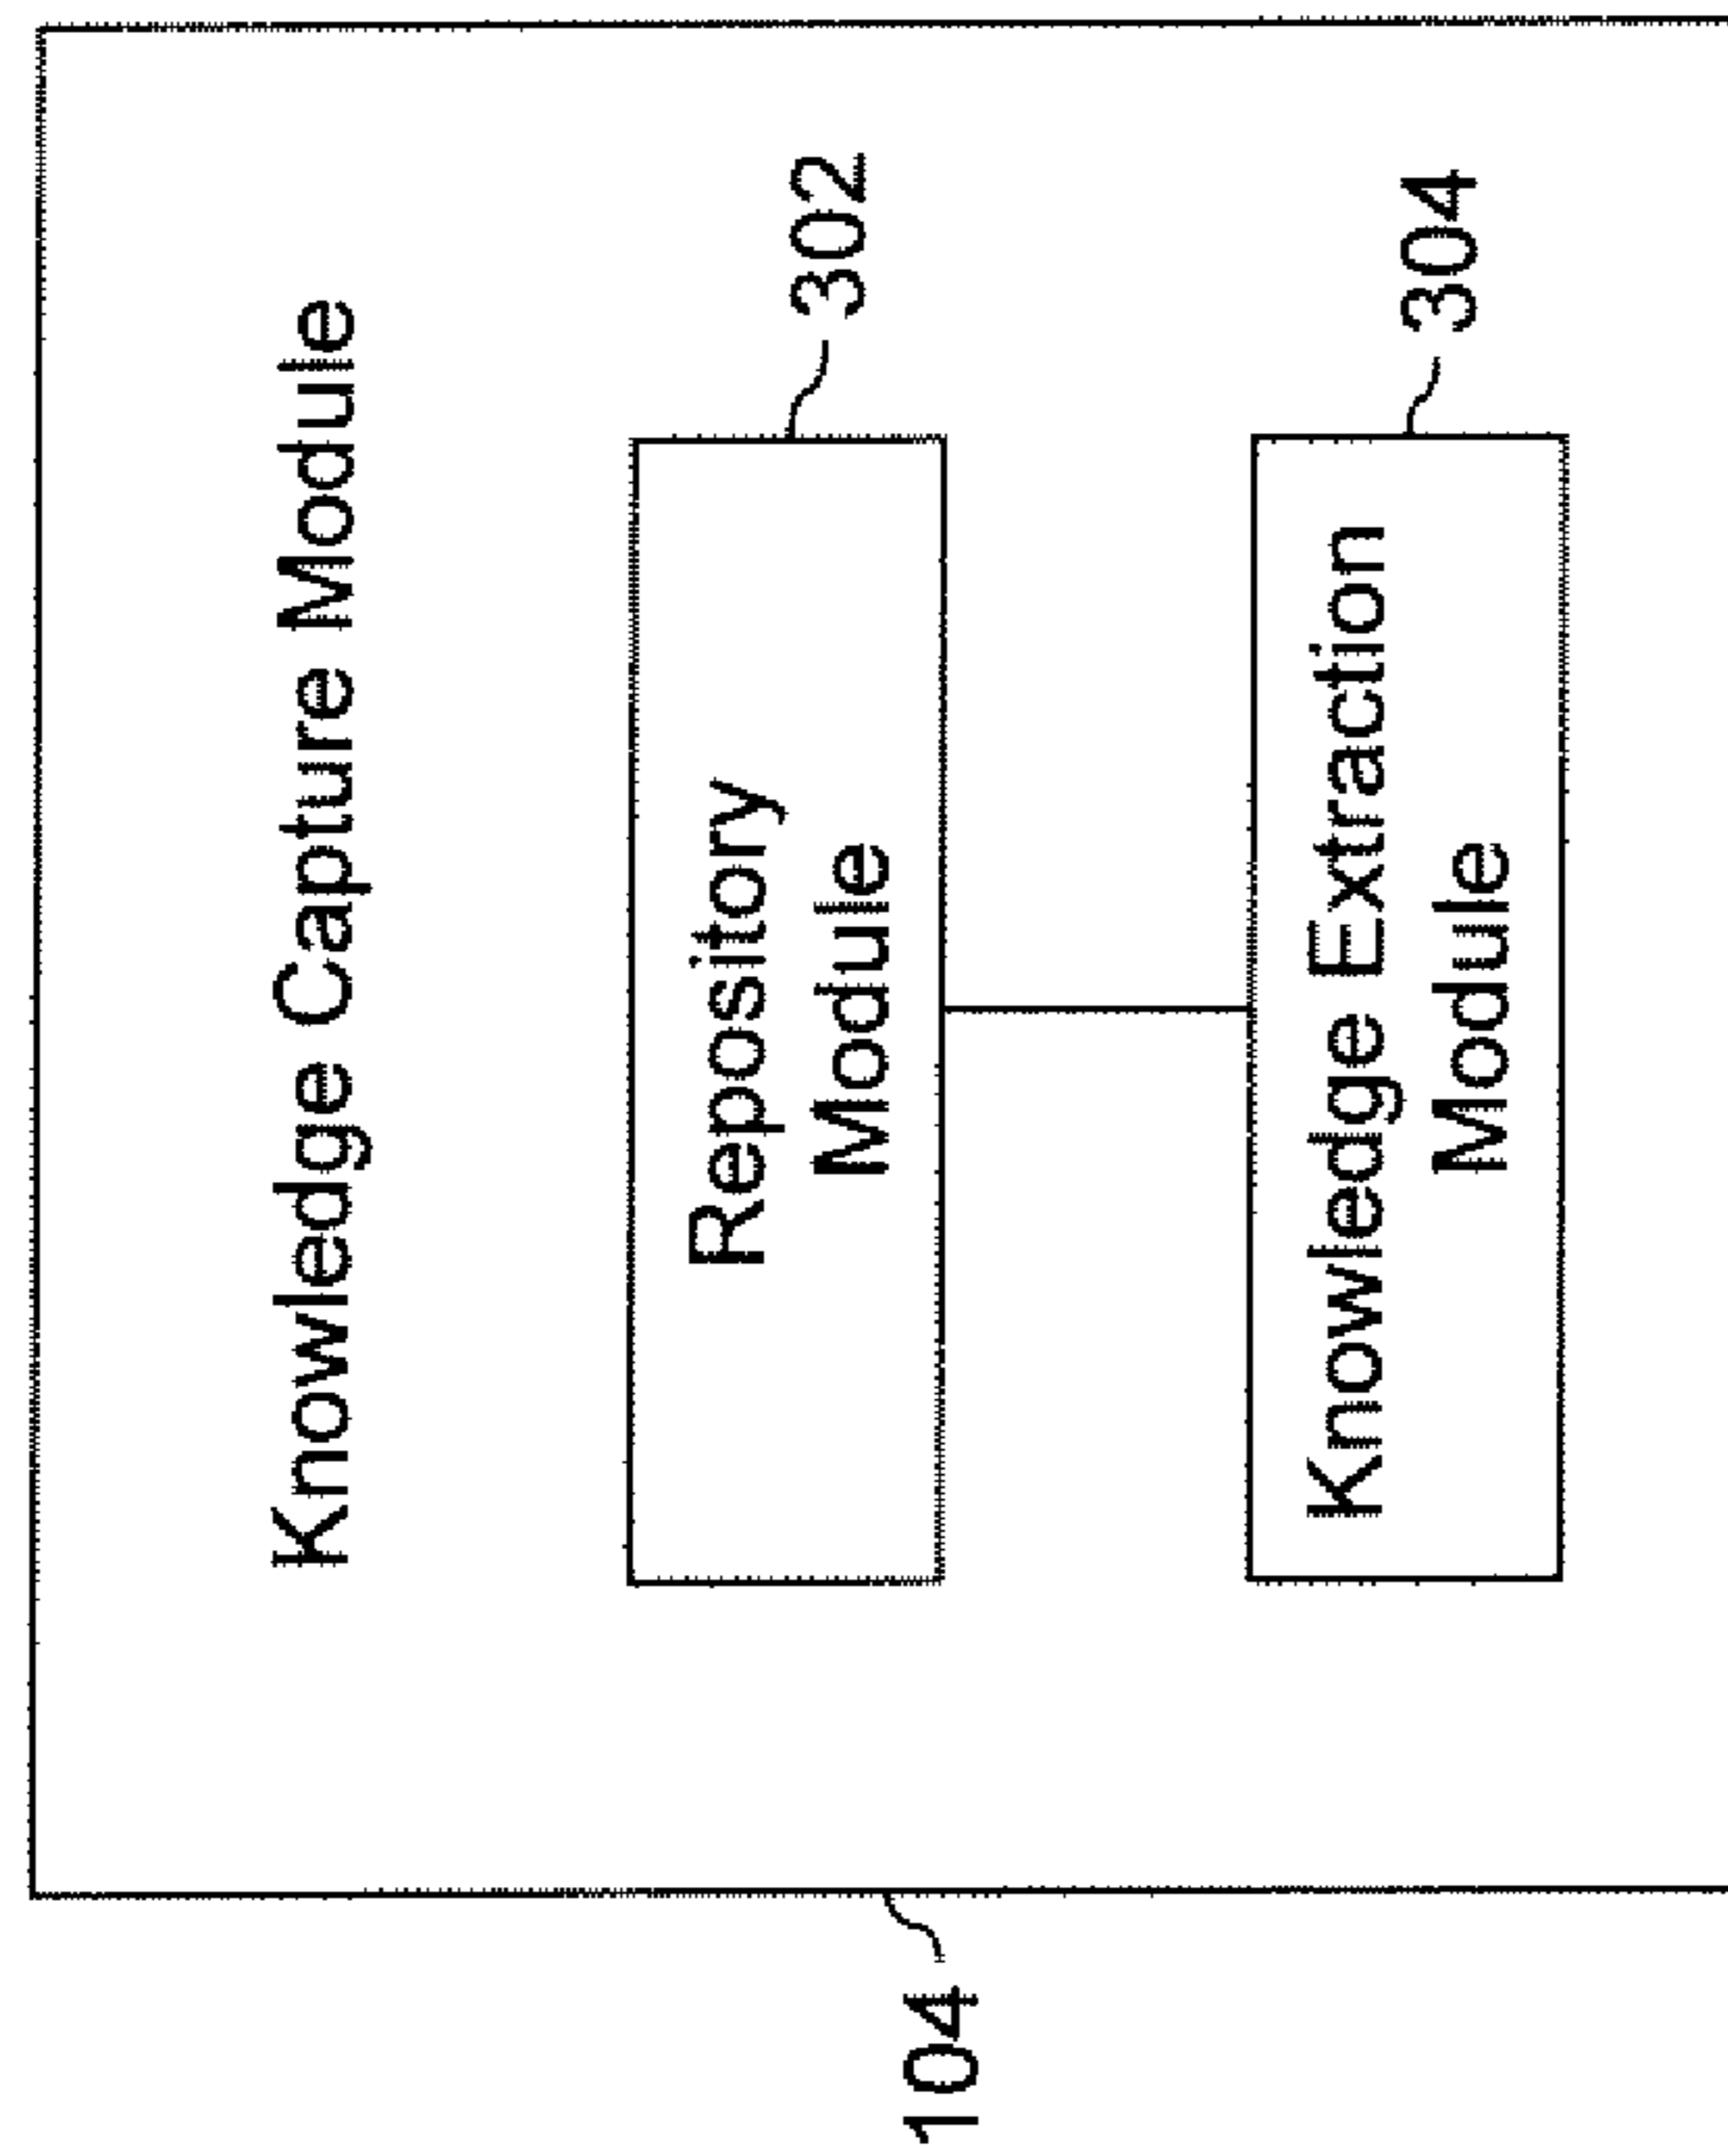 Knowledge Capture Module
Repository
Module
302
Knowledge Extraction
Module
304
104